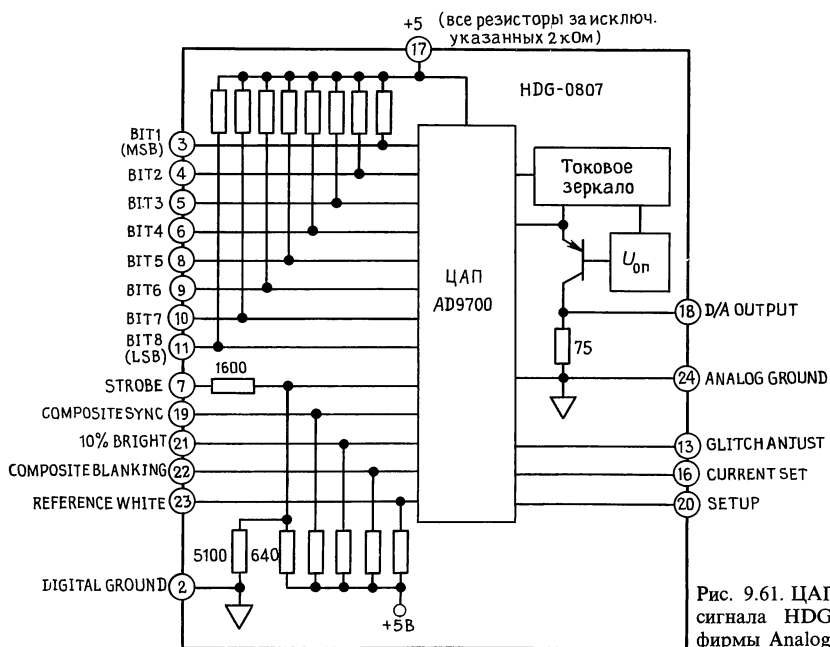 +5 (все резисторы за исключ.
указанных 2 кОм)
17
HDG-0807
BIT1
(MSB)
3
BIT2
4
BIT3
5
BIT4
6
BIT5
8
BIT6
9
BIT7
10
BIT8
(LSB)
11
1600
STROBE
7
COMPOSITE SYNC
19
10% BRIGHT
21
COMPOSITE BLANKING
22
REFERENCE WHITE
23
5100
640
DIGITAL GROUND
2
+5В
ЦАП
AD9700
Токовое
зеркало
Uоп
18 D/A OUTPUT
75
24 ANALOG GROUND
13 GLITCH ANJUST
16 CURRENT SET
20 SETUP
Рис. 9.61. ЦАП
сигнала HDG
фирмы Analog